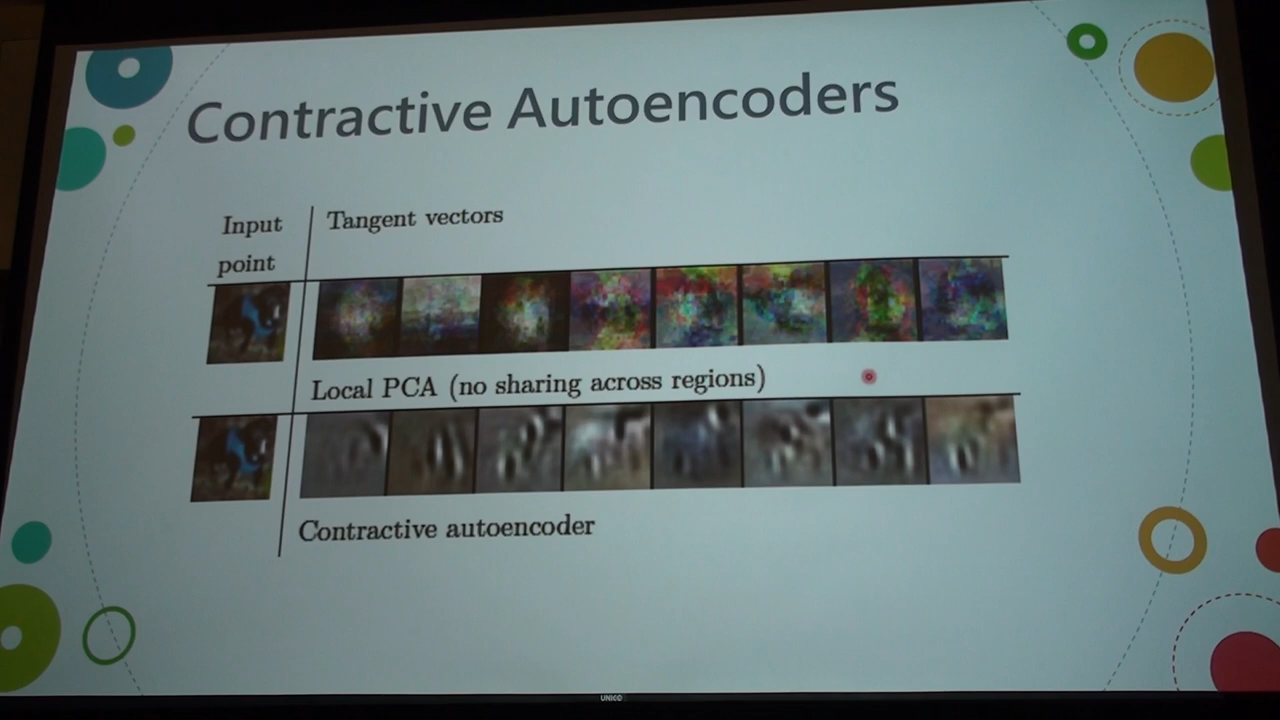 Contractive Autoencoders
Input
point
Tangent vectors
Local PCA (no sharing across regions)
Contractive autoencoder
UNICO